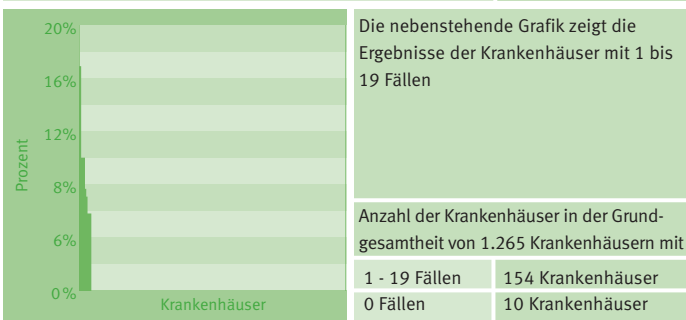 20%
16%
12%
8%
6%
0%
Prozent
Krankenhäuser
Die nebenstehende Grafik zeigt die
Ergebnisse der Krankenhäuser mit 1 bis
19 Fällen
Anzahl der Krankenhäuser in der Grund-
gesamtheit von 1.265 Krankenhäusern mit
1 - 19 Fällen 154 Krankenhäuser
0 Fällen 10 Krankenhäuser